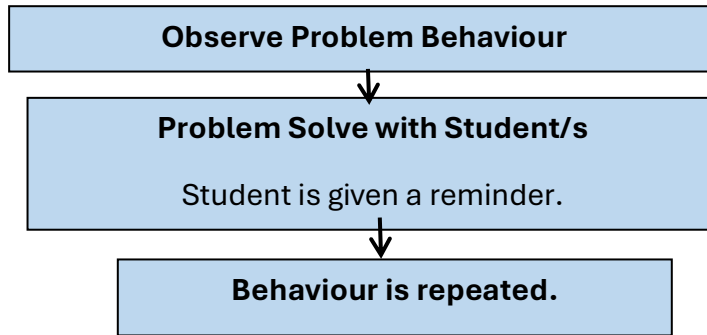 Observe Problem Behaviour
Problem Solve with Student/s
Student is given a reminder.
Behaviour is repeated.